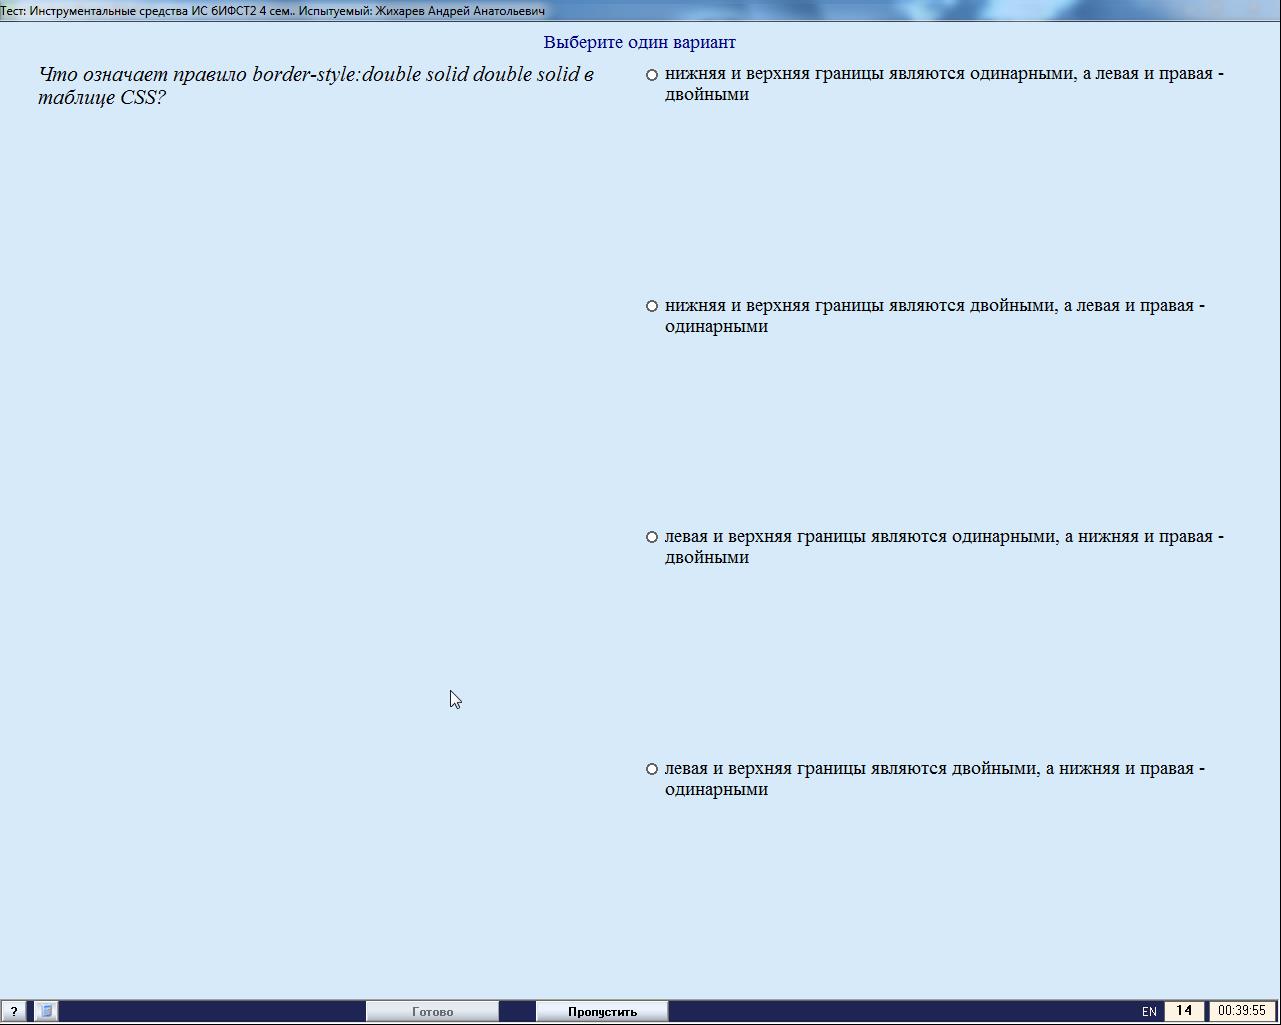 Тест: Инструментальные средства ИС бИФСТ2 4 сем.. Испытуемый: Жихарев Андрей Анатольевич
Выберите один вариант
Что означает правило border-style:double solid double solid в
таблице CSS?
нижняя и верхняя границы являются одинарными, а левая и правая -
двойными
нижняя и верхняя границы являются двойными, а левая и правая -
одинарными
левая и верхняя границы являются одинарными, а нижняя и правая -
двойными
левая и верхняя границы являются двойными, а нижняя и правая -
одинарными
? Готово Пропустить EN 14 00:39:55